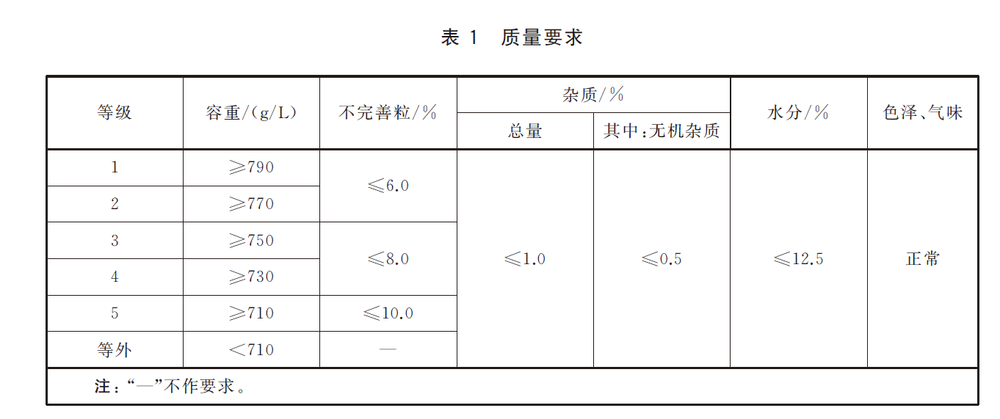 表 1 质量要求
等级 容重/(g/L) 不完善粒/% 杂质/% 水分/% 色泽、气味
总量 其中:无机杂质
1 ≥790 ≤6.0 ≤1.0 ≤0.5 ≤12.5 正常
2 ≥770
3 ≥750 ≤8.0
4 ≥730
5 ≥710 ≤10.0
等外 <710 —
注:“—”不作要求。